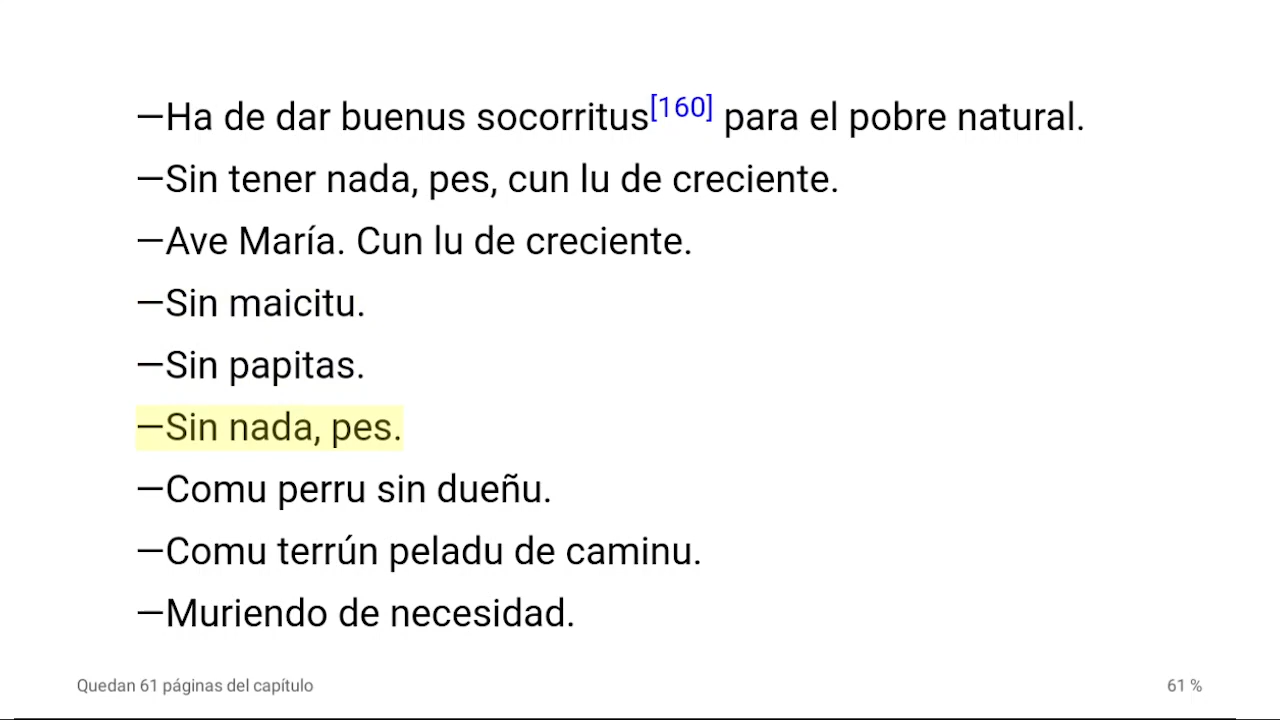 —Ha de dar buenus socorritus[160] para el pobre natural.
—Sin tener nada, pes, cun lu de creciente.
—Ave María. Cun lu de creciente.
—Sin maicitu.
—Sin papitas.
—Sin nada, pes.
—Comu perru sin dueñu.
—Comu terrún peladu de caminu.
—Muriendo de necesidad.
Quedan 61 páginas del capítulo 61 %